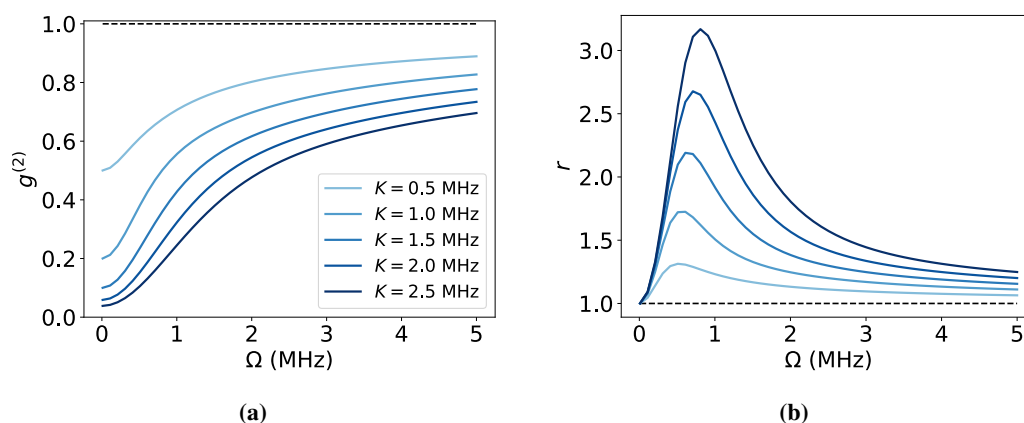 1.0
0.8
0.6
0.4
0.2
0.0
g(2)
K = 0.5 MHz
K = 1.0 MHz
K = 1.5 MHz
K = 2.0 MHz
K = 2.5 MHz
0 1 2 3 4 5
Ω (MHz)
(a)
3.0
2.5
2.0
1.5
1.0
r
0 1 2 3 4 5
Ω (MHz)
(b)